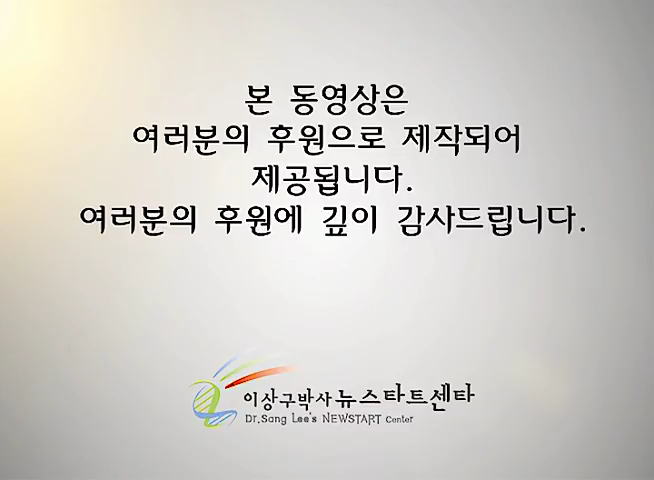 본 동영상은
여러분의 후원으로 제작되어
제공됩니다.
여러분의 후원에 깊이 감사드립니다.
이상구박사 뉴스타트센타
Dr.Sang Lee's NEWSTART Center